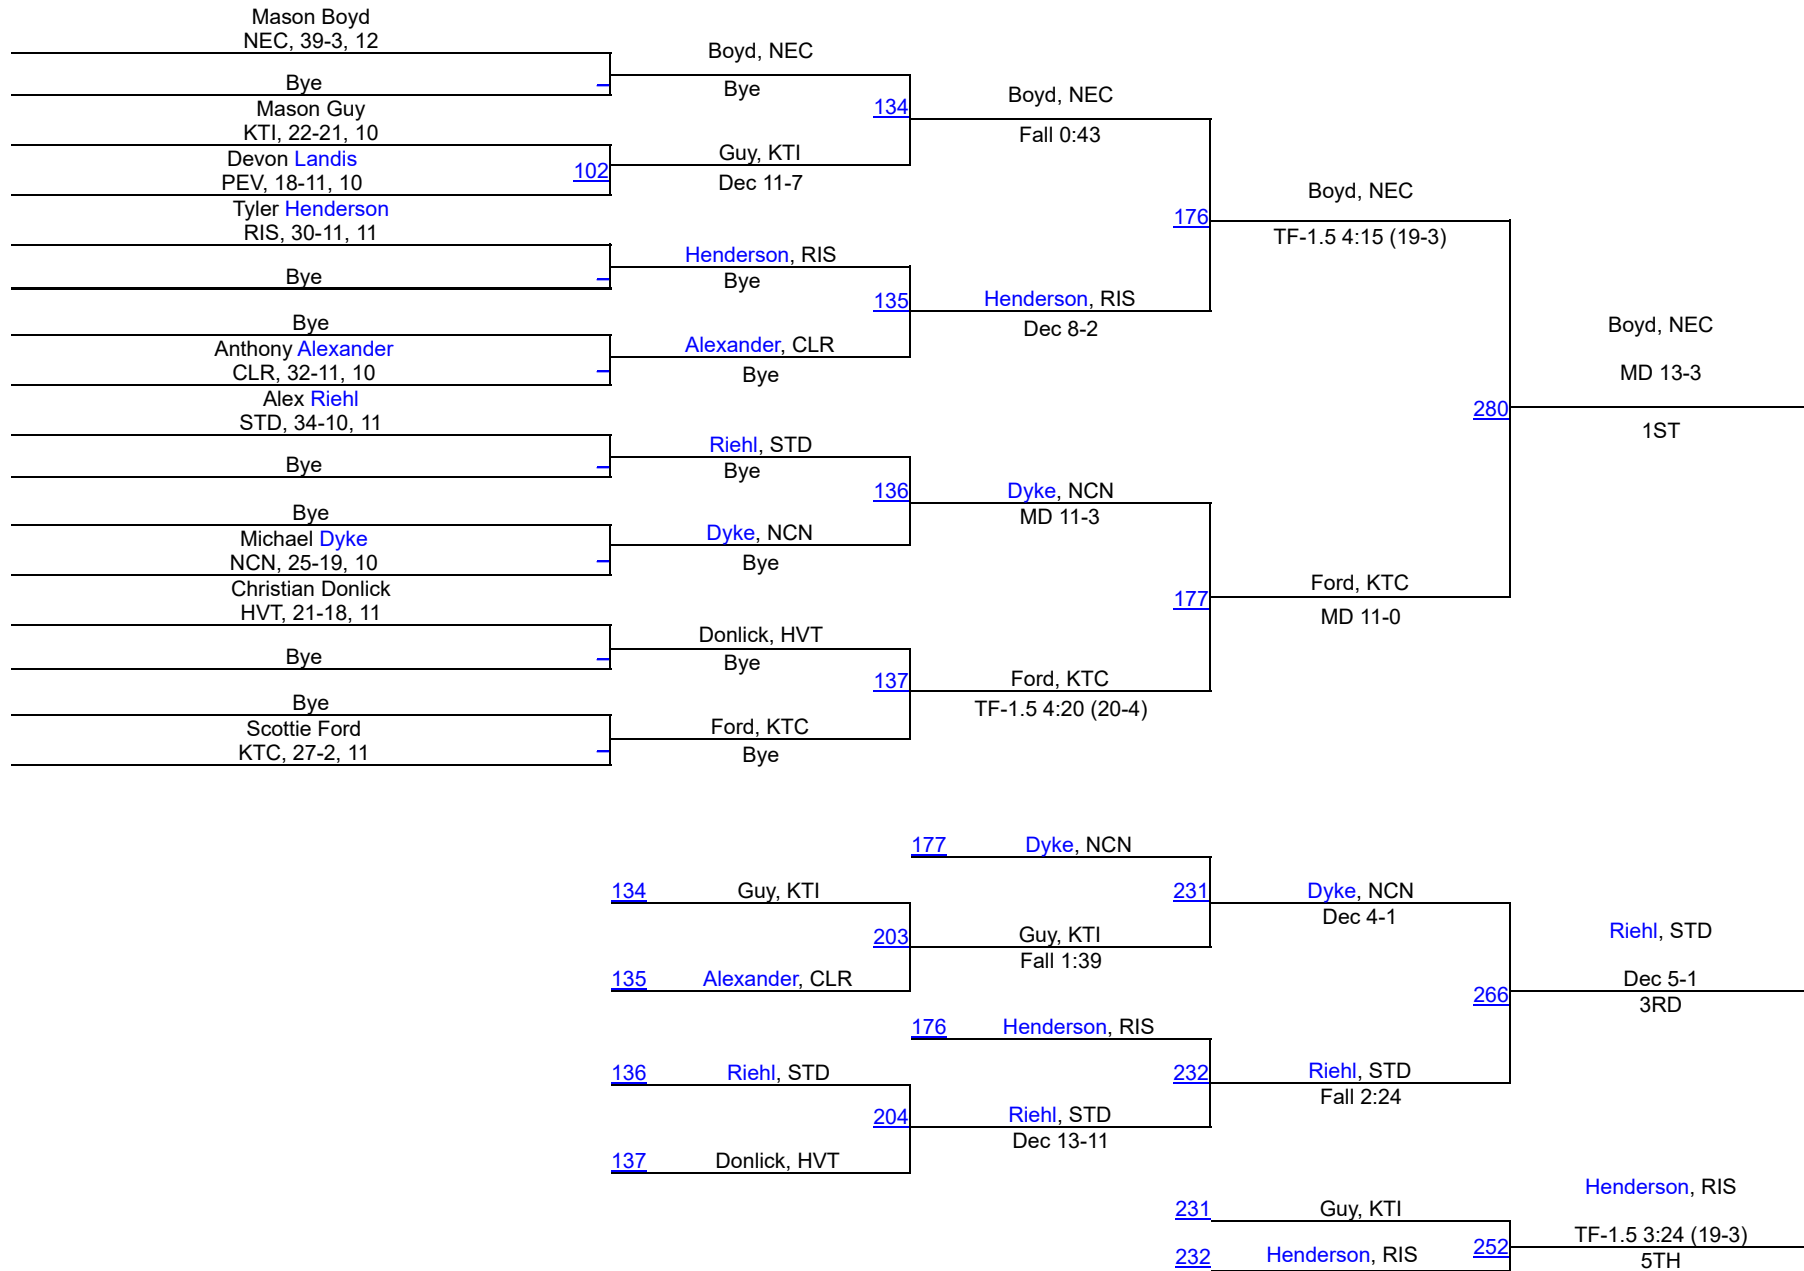 Mason Boyd
NEC, 39-3, 12
Bye
Mason Guy
KTI, 22-21, 10
Devon Landis
PEV, 18-11, 10
102
Tyler Henderson
RIS, 30-11, 11
Bye
Bye
Anthony Alexander
CLR, 32-11, 10
Alex Riehl
STD, 34-10, 11
Bye
Bye
Michael Dyke
NCN, 25-19, 10
Christian Donlick
HVT, 21-18, 11
Bye
Bye
Scottie Ford
KTC, 27-2, 11
Boyd, NEC
Bye
134
Guy, KTI
Dec 11-7
Henderson, RIS
Bye
135
Alexander, CLR
Bye
Riehl, STD
Bye
136
Dyke, NCN
Bye
Donlick, HVT
Bye
137
Ford, KTC
Bye
Boyd, NEC
Fall 0:43
176
Henderson, RIS
Dec 8-2
Dyke, NCN
MD 11-3
177
Ford, KTC
TF-1.5 4:20 (20-4)
Boyd, NEC
TF-1.5 4:15 (19-3)
280
Ford, KTC
MD 11-0
Boyd, NEC
MD 13-3
1ST
134 Guy, KTI
203
135 Alexander, CLR
136 Riehl, STD
204
137 Donlick, HVT
177 Dyke, NCN
231
Guy, KTI
Fall 1:39
176 Henderson, RIS
232
Riehl, STD
Dec 13-11
Dyke, NCN
Dec 4-1
266
Riehl, STD
Fall 2:24
Riehl, STD
Dec 5-1
3RD
231 Guy, KTI
232 Henderson, RIS
252
Henderson, RIS
TF-1.5 3:24 (19-3)
5TH